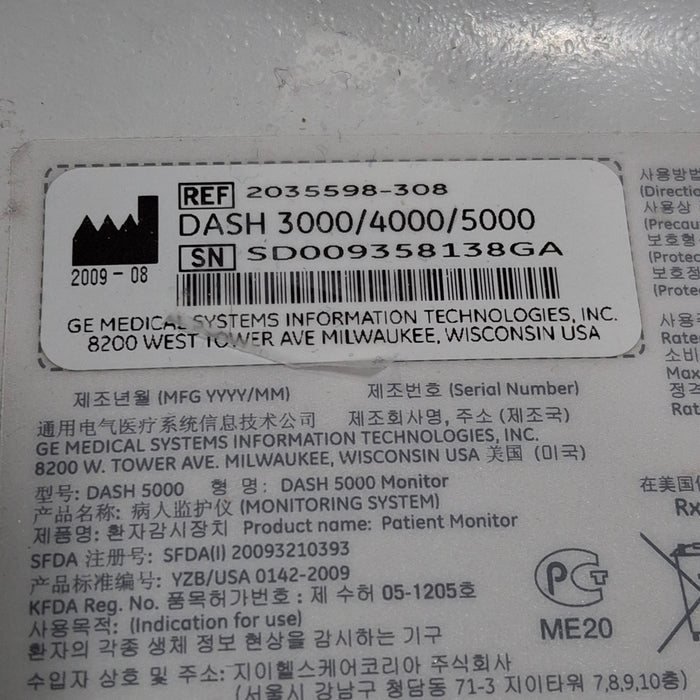 REF 2035598-308
DASH 3000/4000/5000
SN SD009358138GA
2009-08
GE MEDICAL SYSTEMS INFORMATION TECHNOLOGIES, INC.
8200 WEST TOWER AVE MILWAUKEE, WISCONSIN USA
제조년월 (MFG YYYY/MM) 제조번호 (Serial Number)
通用电气医疗系统信息技术公司 제조회사명, 주소 (제조국)
GE MEDICAL SYSTEMS INFORMATION TECHNOLOGIES, INC.
8200 W. TOWER AVE. MILWAUKEE, WISCONSIN USA 美国 (미국)
型号: DASH 5000 형 명: DASH 5000 Monitor
产品名称: 病人监护仪 (MONITORING SYSTEM)
제품명: 환자감시장치 Product name: Patient Monitor
SFDA 注册号: SFDA(I) 20093210393
产品标准编号: YZB/USA 0142-2009
KFDA Reg. No. 품목허가번호: 제 수허 05-1205호
사용목적: (Indication for use)
환자의 각종 생체 정보 현상을 감시하는 기구
수입자 상호 및 주소: 지이헬스케어코리아 주식회사
(서울시 강남구 청담동 71-3 지이타워 7,8,9,10층)
PCT
ME20
사용방법
(Directio
사용상
(Precau
보호형
(Protec
보호정
(Prote
사용
Rate
소비
Max
정격
Rat
在美国
Rx